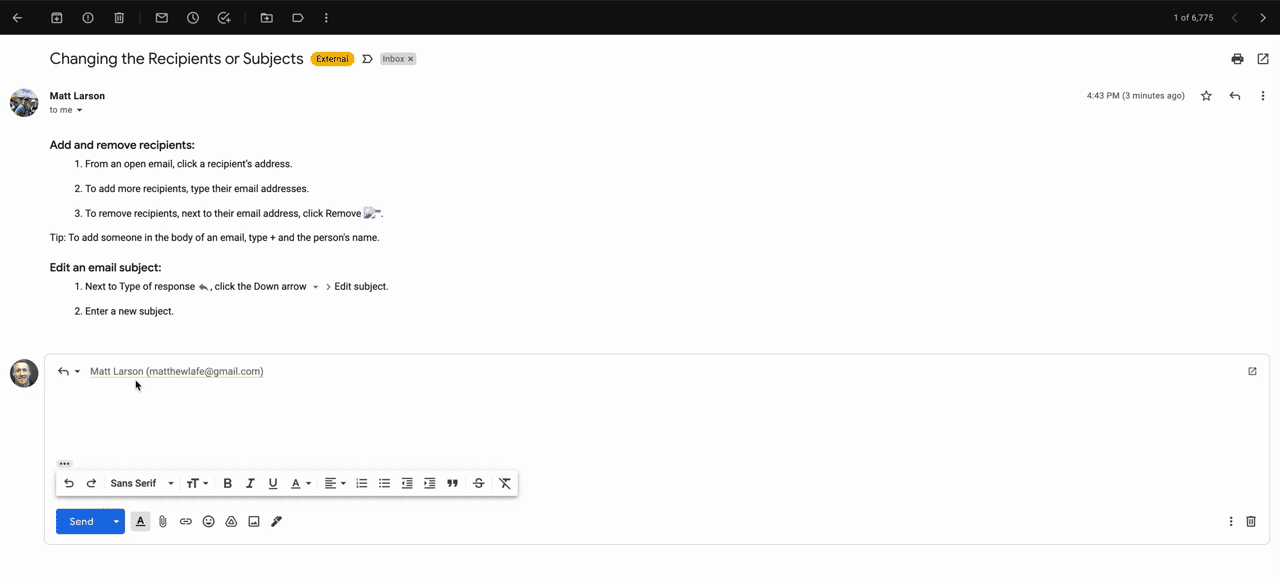 1 of 6,775
Changing the Recipients or Subjects External Inbox ×
Matt Larson 4:43 PM (3 minutes ago)
to me
Add and remove recipients:
1. From an open email, click a recipient's address.
2. To add more recipients, type their email addresses.
3. To remove recipients, next to their email address, click Remove .
Tip: To add someone in the body of an email, type + and the person's name.
Edit an email subject:
1. Next to Type of response , click the Down arrow > Edit subject.
2. Enter a new subject.
Matt Larson (matthewlafe@gmail.com)
Sans Serif
Send